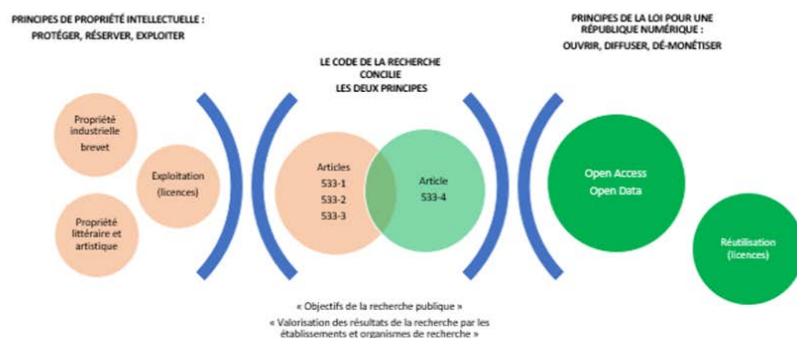 PRINCIPES DE PROPRIÉTÉ INTELLECTUELLE :
PROTÉGER, RÉSERVER, EXPLOITER
PRINCIPES DE LA LOI POUR UNE
RÉPUBLIQUE NUMÉRIQUE :
OUVRIR, DIFFUSER, DÉ-MONÉTISER
LE CODE DE LA RECHERCHE
CONCILIE
LES DEUX PRINCIPES
Propriété
industrielle
brevet
Exploitation
(licences)
Propriété
littéraire et
artistique
Articles
533-1
533-2
533-3
Article
533-4
Open Access
Open Data
Réutilisation
(licences)
« Objectifs de la recherche publique »
« Valorisation des résultats de la recherche par les
établissements et organismes de recherche »